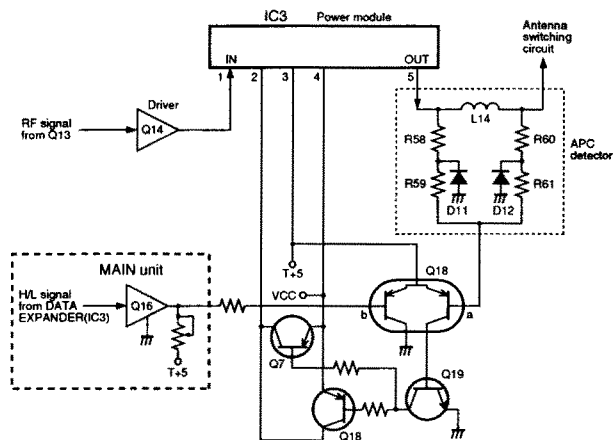 IC3 Power module
IN
OUT
1
2
3
4
5
Antenna
switching
circuit
Driver
RF signal
from Q13
Q14
L14
R58
R60
APC
detector
R59
R61
D11
D12
MAIN unit
H/L signal
from DATA
EXPANDER(IC3)
Q16
T+5
T+5
VCC
Q18
b
a
Q7
Q19
Q18